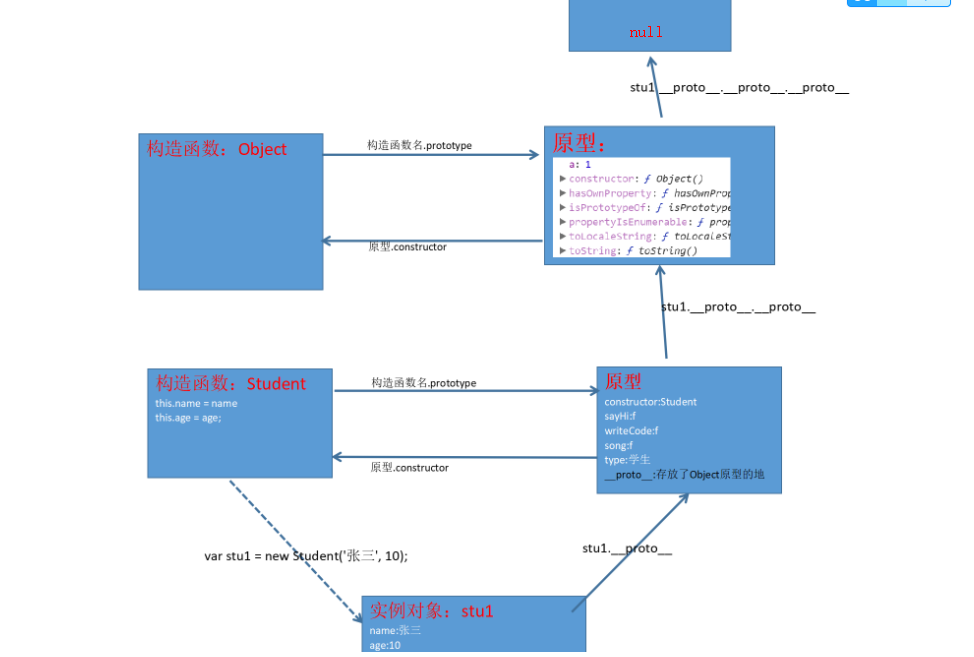 null
stu1.__proto__.__proto__.__proto__
构造函数：Object
构造函数名.prototype
原型：
a: 1
constructor: ƒ Object()
hasOwnProperty: ƒ hasOwnProp
isPrototypeOf: ƒ isPrototype
propertyIsEnumerable: ƒ prop
toLocaleString: ƒ toLocaleSt
toString: ƒ toString()
原型.constructor
stu1.__proto__.__proto__
构造函数：Student
this.name = name
this.age = age;
构造函数名.prototype
原型
constructor:Student
sayHi:f
writeCode:f
song:f
type:学生
__proto__:存放了Object原型的地
原型.constructor
var stu1 = new Student('张三', 10);
stu1.__proto__
实例对象：stu1
name:张三
age:10